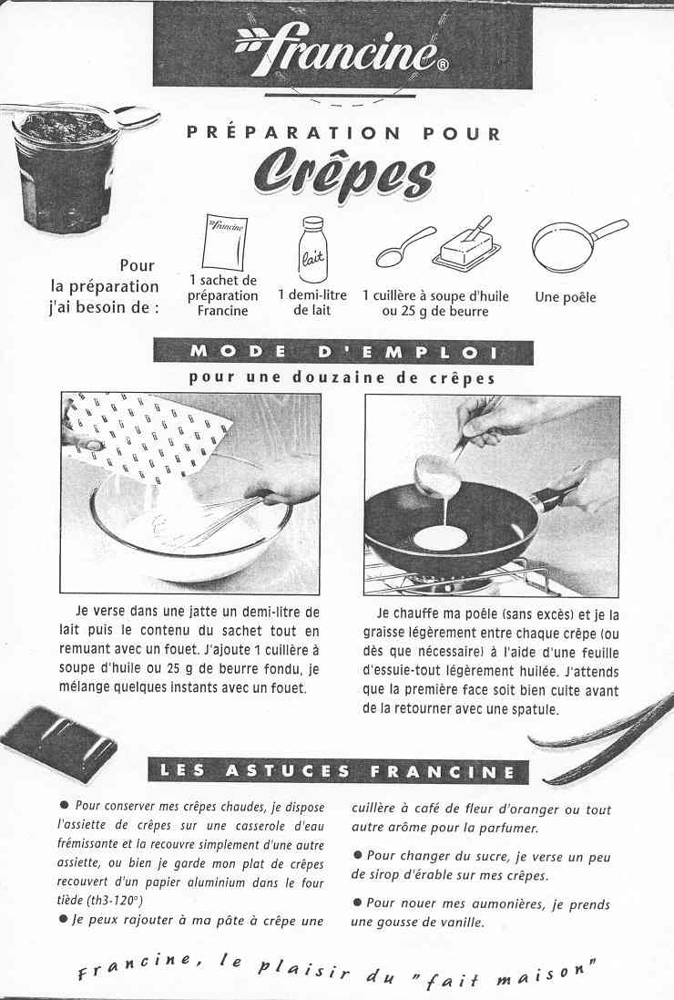 francine®
PRÉPARATION POUR
Crêpes
francine
lait
Pour
la préparation
j'ai besoin de :
1 sachet de
préparation
Francine
1 demi-litre
de lait
1 cuillère à soupe d'huile
ou 25 g de beurre
Une poêle
MODE D'EMPLOI
pour une douzaine de crêpes
Je verse dans une jatte un demi-litre de
lait puis le contenu du sachet tout en
remuant avec un fouet. J'ajoute 1 cuillère à
soupe d'huile ou 25 g de beurre fondu, je
mélange quelques instants avec un fouet.
Je chauffe ma poêle (sans excès) et je la
graisse légèrement entre chaque crêpe (ou
dès que nécessaire) à l'aide d'une feuille
d'essuie-tout légèrement huilée. J'attends
que la première face soit bien cuite avant
de la retourner avec une spatule.
LES ASTUCES FRANCINE
● Pour conserver mes crêpes chaudes, je dispose
l'assiette de crêpes sur une casserole d'eau
frémissante et la recouvre simplement d'une autre
assiette, ou bien je garde mon plat de crêpes
recouvert d'un papier aluminium dans le four
tiède (th3-120°)
● Je peux rajouter à ma pâte à crêpe une
cuillère à café de fleur d'oranger ou tout
autre arôme pour la parfumer.
● Pour changer du sucre, je verse un peu
de sirop d'érable sur mes crêpes.
● Pour nouer mes aumonières, je prends
une gousse de vanille.
Francine, le plaisir du "fait maison"